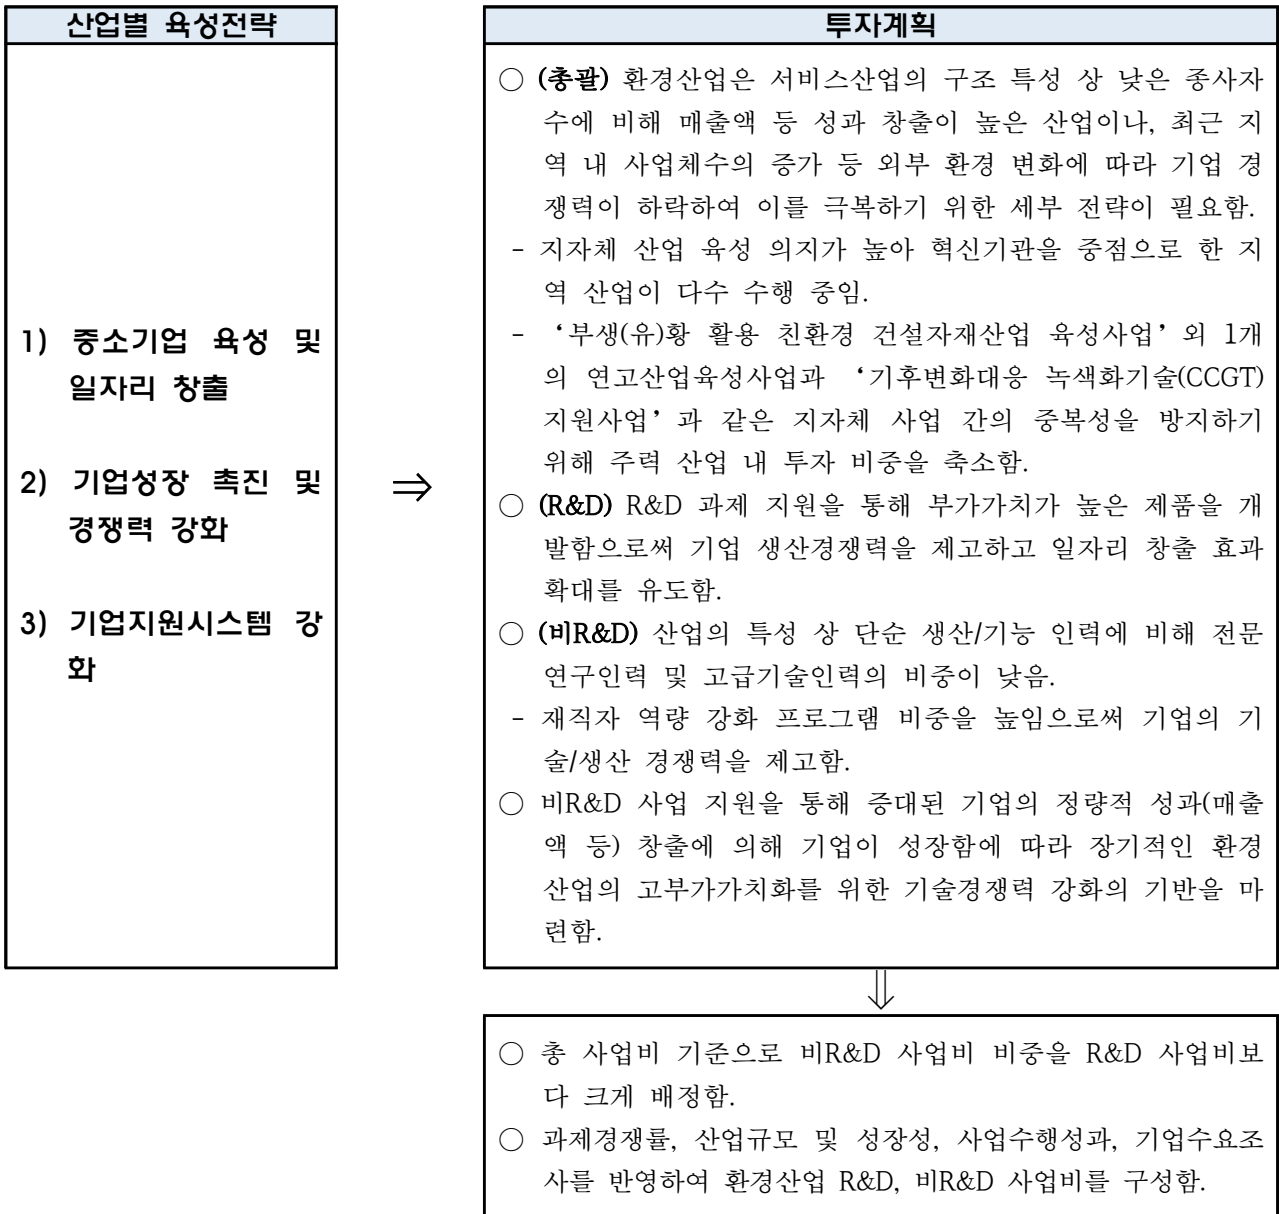 산업별 육성전략
1) 중소기업 육성 및
일자리 창출
2) 기업성장 촉진 및
경쟁력 강화
3) 기업지원시스템 강
화
⇒
투자계획
○ (총괄) 환경산업은 서비스산업의 구조 특성 상 낮은 종사자
수에 비해 매출액 등 성과 창출이 높은 산업이나, 최근 지
역 내 사업체수의 증가 등 외부 환경 변화에 따라 기업 경
쟁력이 하락하여 이를 극복하기 위한 세부 전략이 필요함.
- 지자체 산업 육성 의지가 높아 혁신기관을 중점으로 한 지
역 산업이 다수 수행 중임.
- ‘부생(유)황 활용 친환경 건설자재산업 육성사업’ 외 1개
의 연고산업육성사업과 ‘기후변화대응 녹색화기술(CCGT)
지원사업’과 같은 지자체 사업 간의 중복성을 방지하기
위해 주력 산업 내 투자 비중을 축소함.
○ (R&D) R&D 과제 지원을 통해 부가가치가 높은 제품을 개
발함으로써 기업 생산경쟁력을 제고하고 일자리 창출 효과
확대를 유도함.
○ (비R&D) 산업의 특성 상 단순 생산/기능 인력에 비해 전문
연구인력 및 고급기술인력의 비중이 낮음.
- 재직자 역량 강화 프로그램 비중을 높임으로써 기업의 기
술/생산 경쟁력을 제고함.
○ 비R&D 사업 지원을 통해 증대된 기업의 정량적 성과(매출
액 등) 창출에 의해 기업이 성장함에 따라 장기적인 환경
산업의 고부가가치화를 위한 기술경쟁력 강화의 기반을 마
련함.
⇓
○ 총 사업비 기준으로 비R&D 사업비 비중을 R&D 사업비보
다 크게 배정함.
○ 과제경쟁률, 산업규모 및 성장성, 사업수행성과, 기업수요조
사를 반영하여 환경산업 R&D, 비R&D 사업비를 구성함.